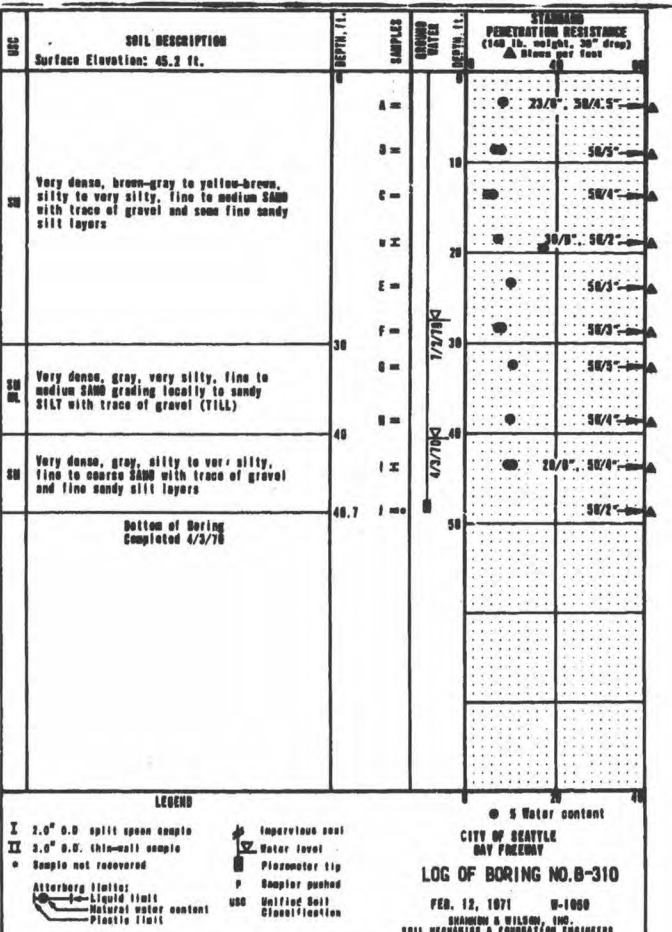 USC
SOIL DESCRIPTION
Surface Elevation: 45.2 ft.
DEPTH, ft.
SAMPLES
GROUND WATER
DEPTH, ft.
STANDARD
PENETRATION RESISTANCE
(140 lb. weight, 30" drop)
▲ Blows per foot
0 40 80
0
0
SM
Very dense, brown-gray to yellow-brown,
silty to very silty, fine to medium SAND
with trace of gravel and some fine sandy
silt layers
A
23/6", 50/4.5"
B
50/5"
10
C
50/4"
D
30/6", 50/2"
20
E
50/3"
F
50/3"
7/2/70
30
30
SM
ML
Very dense, gray, very silty, fine to
medium SAND grading locally to sandy
SILT with trace of gravel (TILL)
G
50/5"
H
50/4"
40
40
4/3/70
SM
Very dense, gray, silty to very silty,
fine to coarse SAND with trace of gravel
and fine sandy silt layers
I
20/6", 50/4"
J
50/2"
Bottom of Boring
Completed 4/3/70
50
0 20 40
● % Water content
LEGEND
I 2.0" O.D. split spoon sample
II 3.0" O.D. thin-wall sample
* Sample not recovered
Atterberg limits:
Liquid limit
Natural water content
Plastic limit
Impervious seal
Water level
Piezometer tip
P Sampler pushed
USC Unified Soil
Classification
CITY OF SEATTLE
BAY FREEWAY
LOG OF BORING NO. B-310
FEB. 12, 1971 W-1060
SHANNON & WILSON, INC.
SOIL MECHANICS & FOUNDATION ENGINEERS